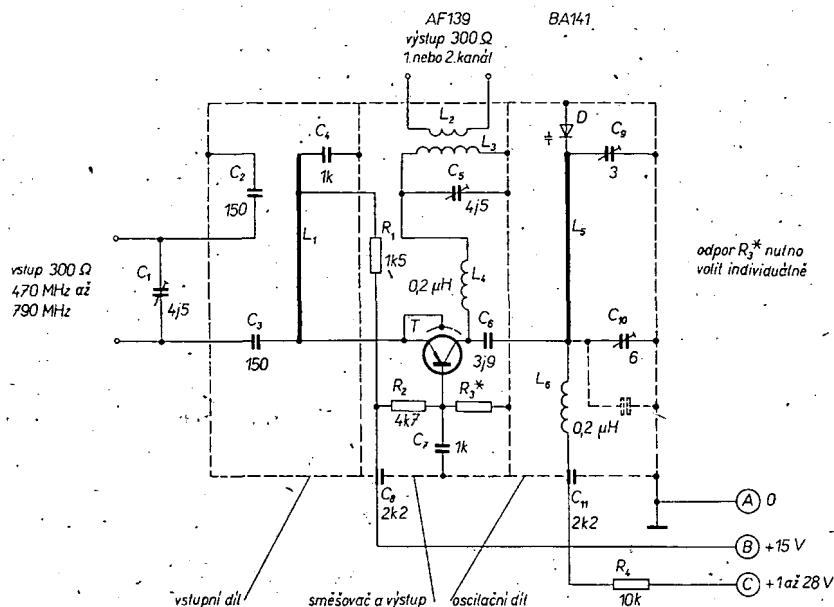 AF139
BA141
výstup 300 Ω
1. nebo 2. kanál
L2
D
C4
L3
C9
1k
C2
C5
3
150
4j5
R1
L1
L5
1k5
vstup 300 Ω
470 MHz až
790 MHz
C1
4j5
L4
0,2 µH
odpor R3* nutno
volit individuálně
C3
T
C6
C10
150
3j9
6
R2
R3*
L6
4k7
0,2 µH
C7
1k
C8
C11
A 0
2k2
2k2
B +15 V
R4
C +1 až 28 V
10k
vstupní díl
směšovač a výstup
oscilační díl